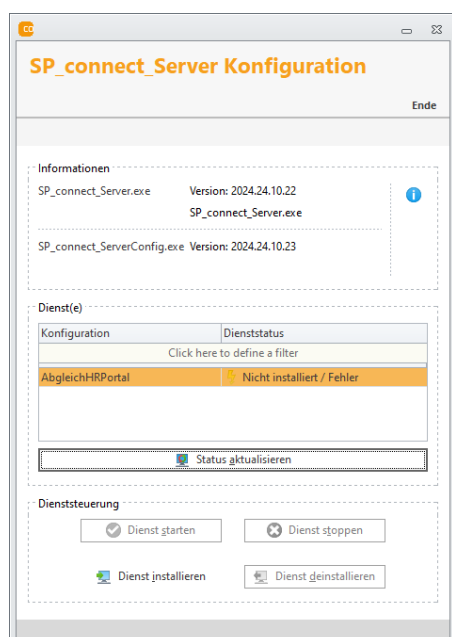 co
SP_connect_Server Konfiguration
Ende
Informationen
SP_connect_Server.exe Version: 2024.24.10.22
SP_connect_Server.exe
SP_connect_ServerConfig.exe Version: 2024.24.10.23
Dienst(e)
Konfiguration Dienststatus
Click here to define a filter
AbgleichHRPortal Nicht installiert / Fehler
Status aktualisieren
Dienststeuerung
Dienst starten Dienst stoppen
Dienst installieren Dienst deinstallieren